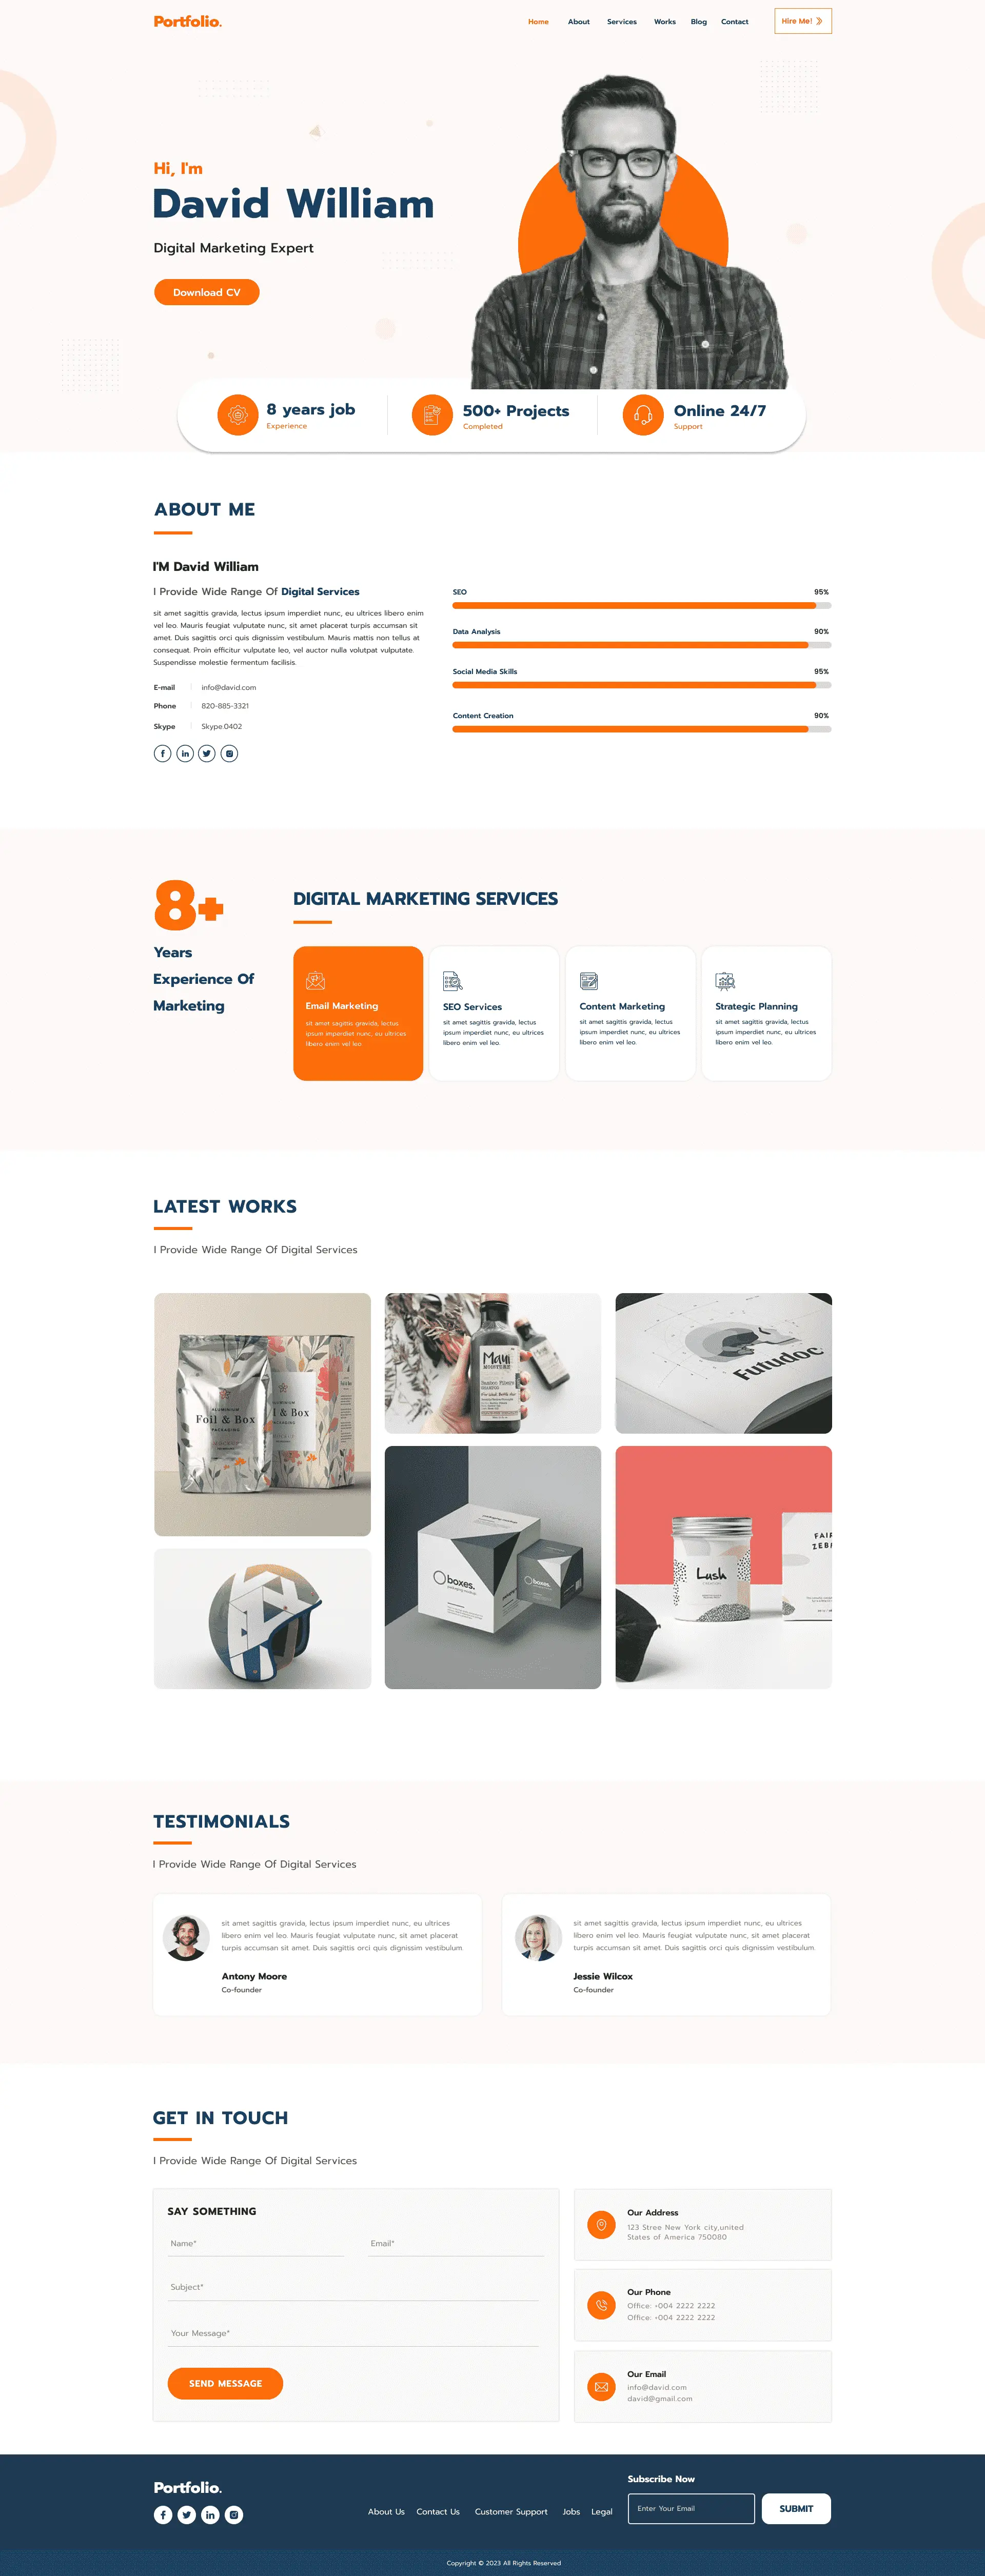 Portfolio.
Home About Services Works Blog Contact Hire Me!
Hi, I'm
David William
Digital Marketing Expert
Download CV
8 years job
Experience
500+ Projects
Completed
Online 24/7
Support
ABOUT ME
I'M David William
I Provide Wide Range Of Digital Services
sit amet sagittis gravida, lectus ipsum imperdiet nunc, eu ultrices libero enim
vel leo. Mauris feugiat vulputate nunc, sit amet placerat turpis accumsan sit
amet. Duis sagittis orci quis dignissim vestibulum. Mauris mattis non tellus at
consequat. Proin efficitur vulputate leo, vel auctor nulla volutpat vulputate.
Suspendisse molestie fermentum facilisis.
E-mail info@david.com
Phone 820-885-3321
Skype Skype.0402
SEO 95%
Data Analysis 90%
Social Media Skills 95%
Content Creation 90%
8+
Years
Experience Of
Marketing
DIGITAL MARKETING SERVICES
Email Marketing
sit amet sagittis gravida, lectus
ipsum imperdiet nunc, eu ultrices
libero enim vel leo.
SEO Services
sit amet sagittis gravida, lectus
ipsum imperdiet nunc, eu ultrices
libero enim vel leo.
Content Marketing
sit amet sagittis gravida, lectus
ipsum imperdiet nunc, eu ultrices
libero enim vel leo.
Strategic Planning
sit amet sagittis gravida, lectus
ipsum imperdiet nunc, eu ultrices
libero enim vel leo.
LATEST WORKS
I Provide Wide Range Of Digital Services
ALUMINIUM
Foil & Box
PACKAGING
l & Box
Maui
MOISTURE
Futudoc
boxes.
boxes.
Lush
FAIR
ZEB
TESTIMONIALS
I Provide Wide Range Of Digital Services
sit amet sagittis gravida, lectus ipsum imperdiet nunc, eu ultrices
libero enim vel leo. Mauris feugiat vulputate nunc, sit amet placerat
turpis accumsan sit amet. Duis sagittis orci quis dignissim vestibulum.
Antony Moore
Co-founder
sit amet sagittis gravida, lectus ipsum imperdiet nunc, eu ultrices
libero enim vel leo. Mauris feugiat vulputate nunc, sit amet placerat
turpis accumsan sit amet. Duis sagittis orci quis dignissim vestibulum.
Jessie Wilcox
Co-founder
GET IN TOUCH
I Provide Wide Range Of Digital Services
SAY SOMETHING
Name* Email*
Subject*
Your Message*
SEND MESSAGE
Our Address
123 Stree New York city,united
States of America 750080
Our Phone
Office: +004 2222 2222
Office: +004 2222 2222
Our Email
info@david.com
david@gmail.com
Portfolio.
About Us Contact Us Customer Support Jobs Legal
Subscribe Now
Enter Your Email
SUBMIT
Copyright © 2023 All Rights Reserved